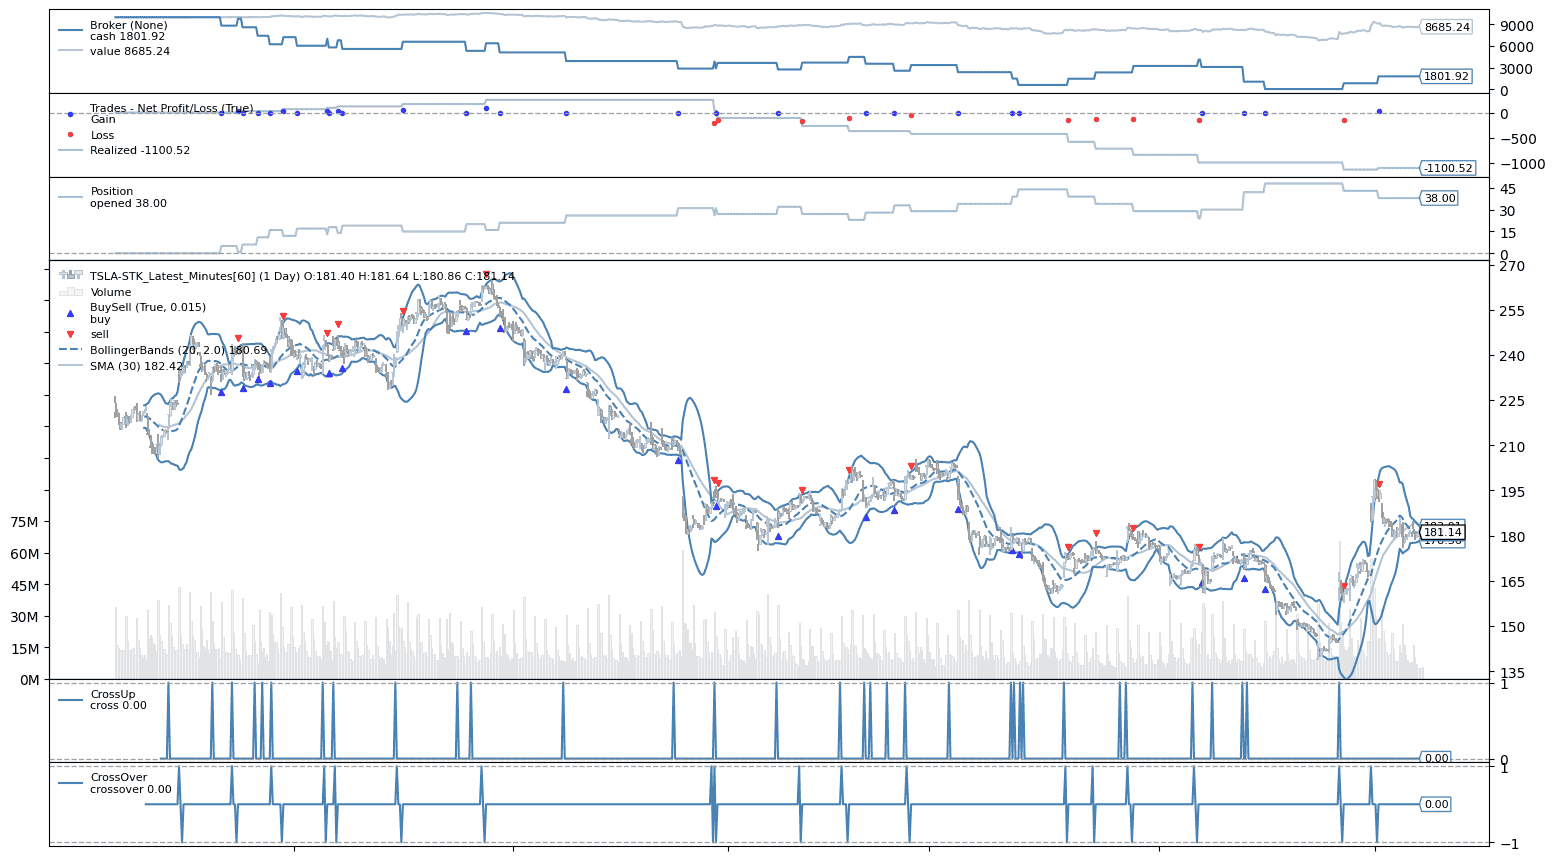 Broker (None)
cash 1801.92
value 8685.24
8685.24
1801.92
9000
6000
3000
0
Trades - Net Profit/Loss (True)
Gain
Loss
Realized -1100.52
-1100.52
0
−500
−1000
Position
opened 38.00
38.00
45
30
15
0
TSLA-STK_Latest_Minutes[60] (1 Day) O:181.40 H:181.64 L:180.86 C:181.14
Volume
BuySell (True, 0.015)
buy
sell
BollingerBands (20, 2.0) 180.69
SMA (30) 182.42
181.14
270
255
240
225
210
195
180
165
150
135
75M
60M
45M
30M
15M
0M
CrossUp
cross 0.00
0.00
1
0
CrossOver
crossover 0.00
0.00
1
−1